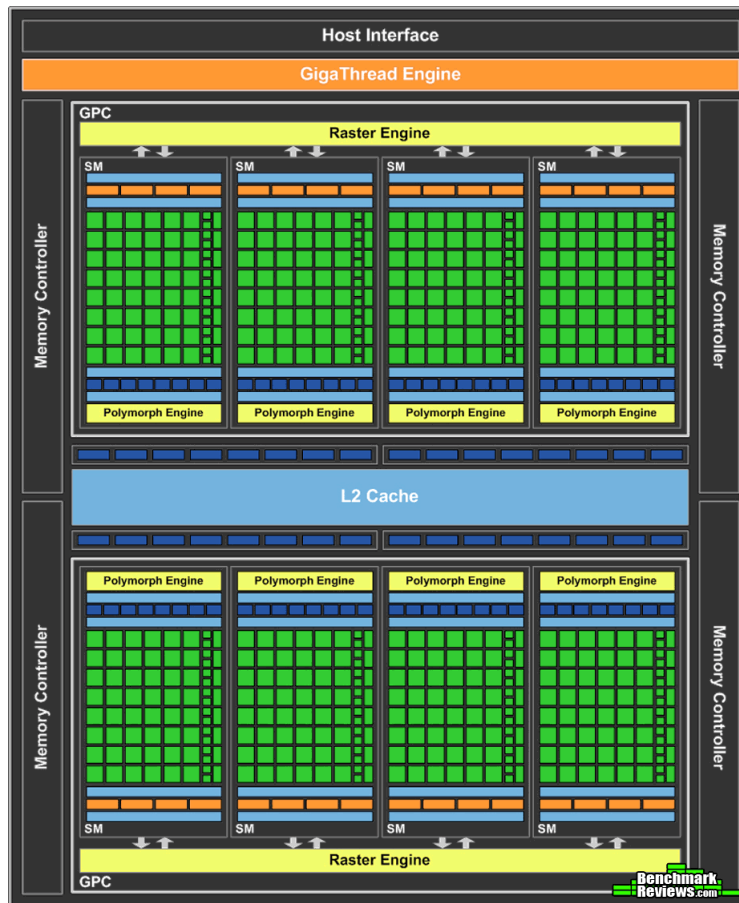 Host Interface
GigaThread Engine
GPC
Raster Engine
SM
SM
SM
SM
Memory Controller
Memory Controller
Polymorph Engine
Polymorph Engine
Polymorph Engine
Polymorph Engine
L2 Cache
Polymorph Engine
Polymorph Engine
Polymorph Engine
Polymorph Engine
Memory Controller
Memory Controller
SM
SM
SM
SM
Raster Engine
GPC
Benchmark
Reviews.com